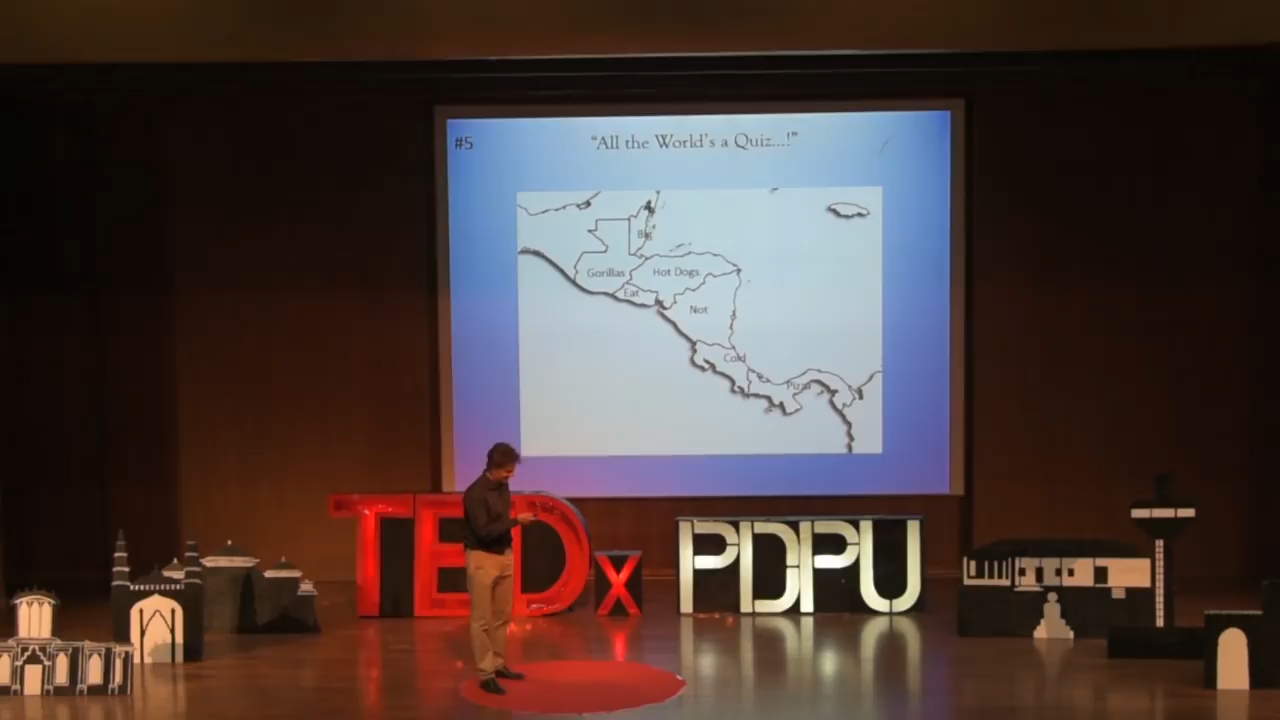 #5
“All the World’s a Quiz...!”
Big
Gorillas
Hot Dogs
Eat
Not
Cold
Pizza
TEDx
PDPU